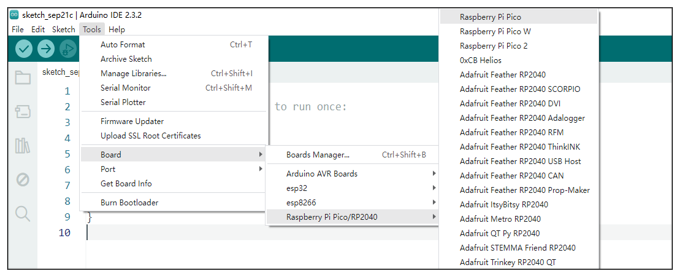 sketch_sep21c | Arduino IDE 2.3.2
File Edit Sketch Tools Help
sketch_sep
1
2
3
4
5
6
7
8
9 }
10
to run once:
Auto Format Ctrl+T
Archive Sketch
Manage Libraries... Ctrl+Shift+I
Serial Monitor Ctrl+Shift+M
Serial Plotter
Firmware Updater
Upload SSL Root Certificates
Board
Port
Get Board Info
Burn Bootloader
Boards Manager... Ctrl+Shift+B
Arduino AVR Boards
esp32
esp8266
Raspberry Pi Pico/RP2040
Raspberry Pi Pico
Raspberry Pi Pico W
Raspberry Pi Pico 2
0xCB Helios
Adafruit Feather RP2040
Adafruit Feather RP2040 SCORPIO
Adafruit Feather RP2040 DVI
Adafruit Feather RP2040 Adalogger
Adafruit Feather RP2040 RFM
Adafruit Feather RP2040 ThinkINK
Adafruit Feather RP2040 USB Host
Adafruit Feather RP2040 CAN
Adafruit Feather RP2040 Prop-Maker
Adafruit ItsyBitsy RP2040
Adafruit Metro RP2040
Adafruit QT Py RP2040
Adafruit STEMMA Friend RP2040
Adafruit Trinkey RP2040 QT